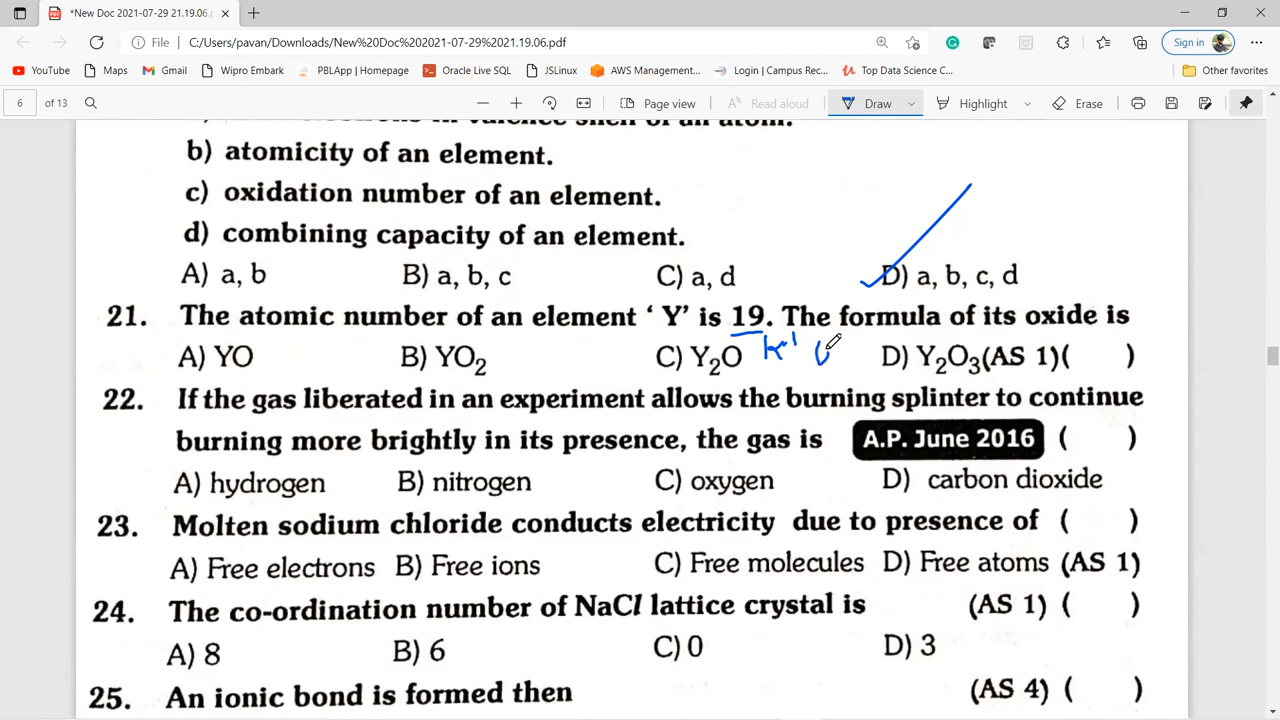 *New Doc 2021-07-29 21.19.06.p
File C:/Users/pavan/Downloads/New%20Doc%202021-07-29%2021.19.06.pdf Sign in
YouTube Maps Gmail Wipro Embark PBLApp | Homepage Oracle Live SQL JSLinux AWS Management... Login | Campus Rec... Top Data Science C... Other favorites
6 of 13 Page view Read aloud Draw Highlight Erase
valence shell of an atom.
b) atomicity of an element.
c) oxidation number of an element.
d) combining capacity of an element.
A) a, b B) a, b, c C) a, d D) a, b, c, d
21. The atomic number of an element ‘ Y’ is 19. The formula of its oxide is
A) YO B) YO₂ C) Y₂O D) Y₂O₃(AS 1)( )
22. If the gas liberated in an experiment allows the burning splinter to continue
burning more brightly in its presence, the gas is A.P. June 2016 ( )
A) hydrogen B) nitrogen C) oxygen D) carbon dioxide
23. Molten sodium chloride conducts electricity due to presence of ( )
A) Free electrons B) Free ions C) Free molecules D) Free atoms (AS 1)
24. The co-ordination number of NaCl lattice crystal is (AS 1) ( )
A) 8 B) 6 C) 0 D) 3
25. An ionic bond is formed then (AS 4) ( )